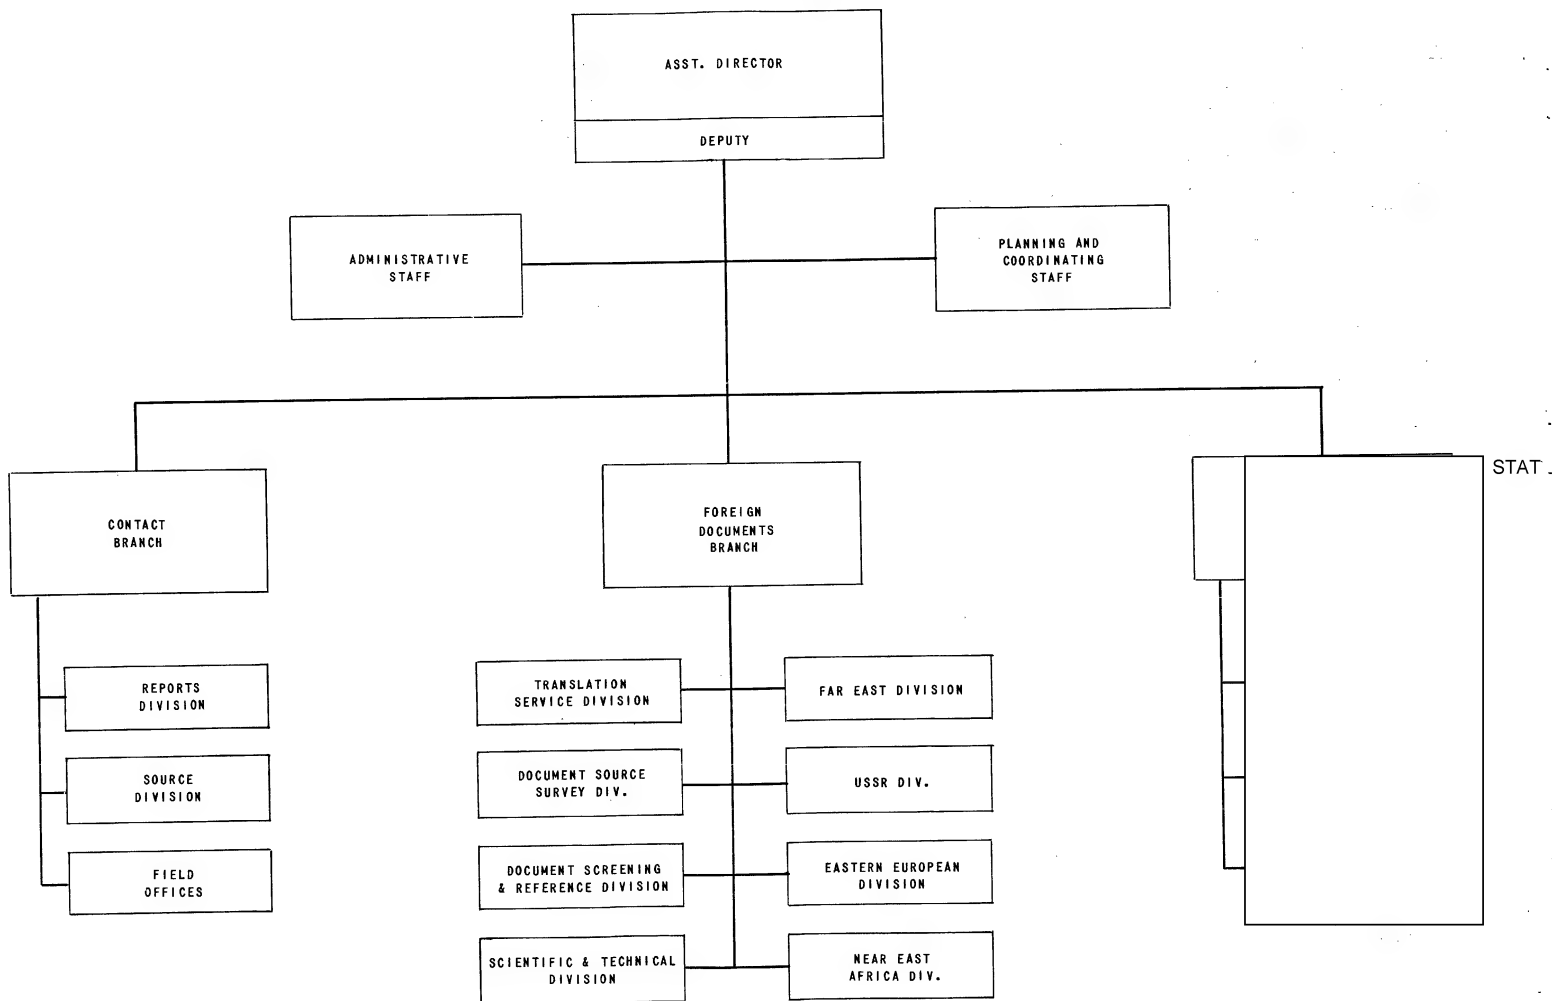 ASST. DIRECTOR
DEPUTY
ADMINISTRATIVE
STAFF
PLANNING AND
COORDINATING
STAFF
CONTACT
BRANCH
FOREIGN
DOCUMENTS
BRANCH
STAT
REPORTS
DIVISION
TRANSLATION
SERVICE DIVISION
FAR EAST DIVISION
SOURCE
DIVISION
DOCUMENT SOURCE
SURVEY DIV.
USSR DIV.
FIELD
OFFICES
DOCUMENT SCREENING
& REFERENCE DIVISION
EASTERN EUROPEAN
DIVISION
SCIENTIFIC & TECHNICAL
DIVISION
NEAR EAST
AFRICA DIV.